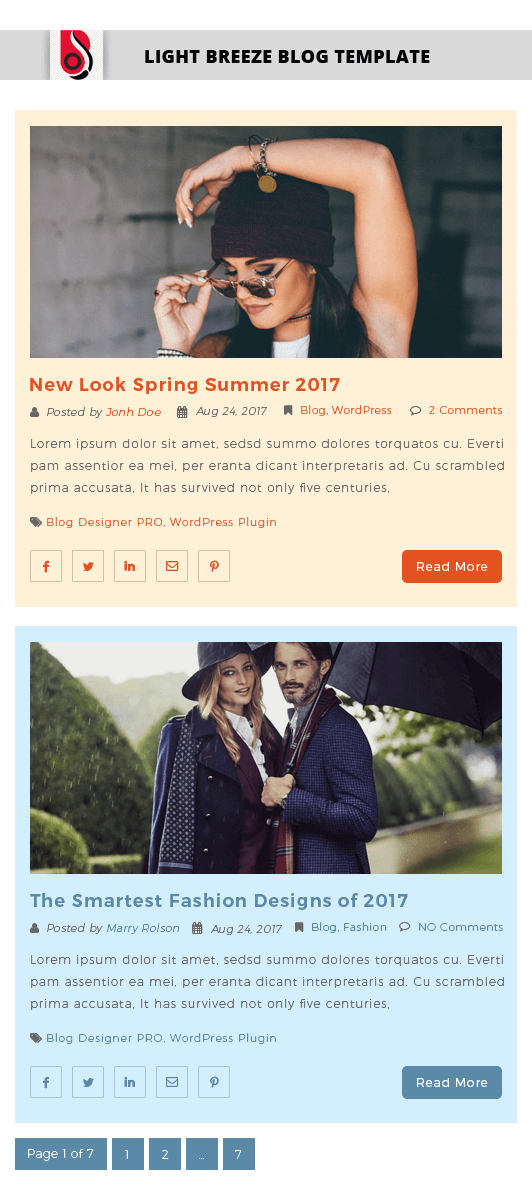 LIGHT BREEZE BLOG TEMPLATE
New Look Spring Summer 2017
Posted by Jonh Doe Aug 24, 2017 Blog, WordPress 2 Comments
Lorem ipsum dolor sit amet, sedsd summo dolores torquatos cu. Everti
pam assentior ea mei, per eranta dicant interpretaris ad. Cu scrambled
prima accusata, It has survived not only five centuries,
Blog Designer PRO, WordPress Plugin
Read More
The Smartest Fashion Designs of 2017
Posted by Marry Rolson Aug 24, 2017 Blog, Fashion NO Comments
Lorem ipsum dolor sit amet, sedsd summo dolores torquatos cu. Everti
pam assentior ea mei, per eranta dicant interpretaris ad. Cu scrambled
prima accusata, It has survived not only five centuries,
Blog Designer PRO, WordPress Plugin
Read More
Page 1 of 7 1 2 ... 7